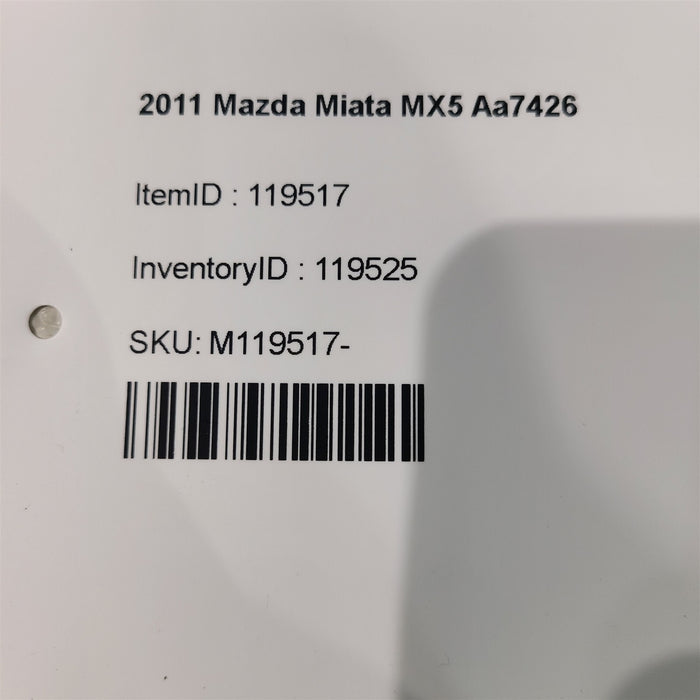 2011 Mazda Miata MX5 Aa7426
ItemID : 119517
InventoryID : 119525
SKU: M119517-